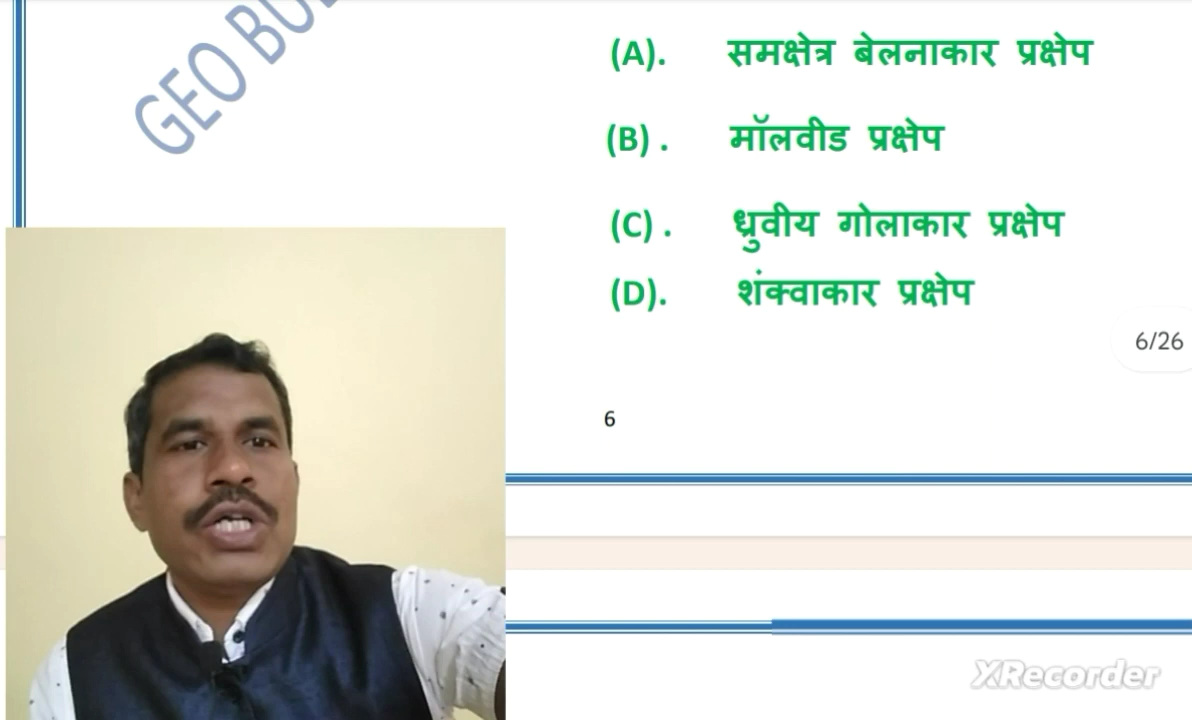 GEO BU
(A). समक्षेत्र बेलनाकार प्रक्षेप
(B) . मॉलवीड प्रक्षेप
(C) . ध्रुवीय गोलाकार प्रक्षेप
(D). शंक्वाकार प्रक्षेप
6/26
6
XRecorder